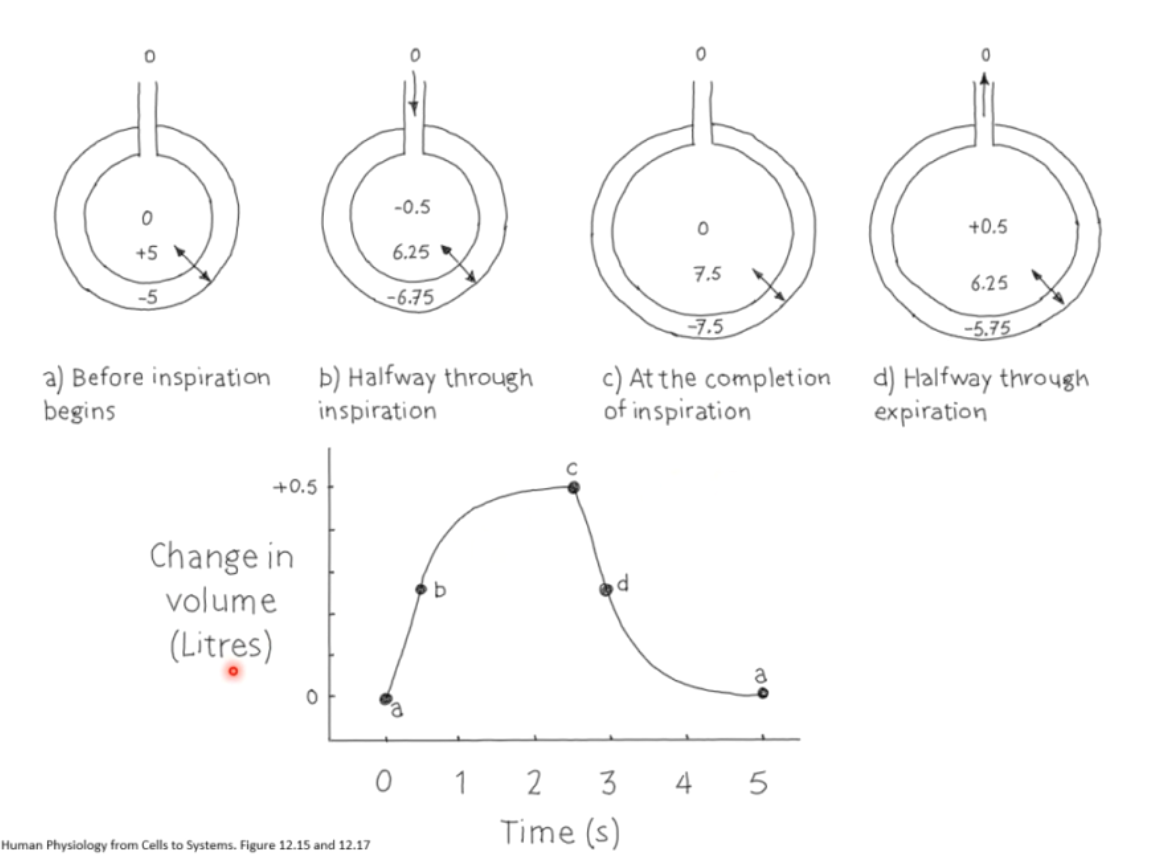 0
0
+5
-5
a) Before inspiration
begins
0
-0.5
6.25
-6.75
b) Halfway through
inspiration
0
0
7.5
-7.5
c) At the completion
of inspiration
0
+0.5
6.25
-5.75
d) Halfway through
expiration
Change in
volume
(Litres)
+0.5
0
a
b
c
d
a
0 1 2 3 4 5
Time (s)
Human Physiology from Cells to Systems. Figure 12.15 and 12.17